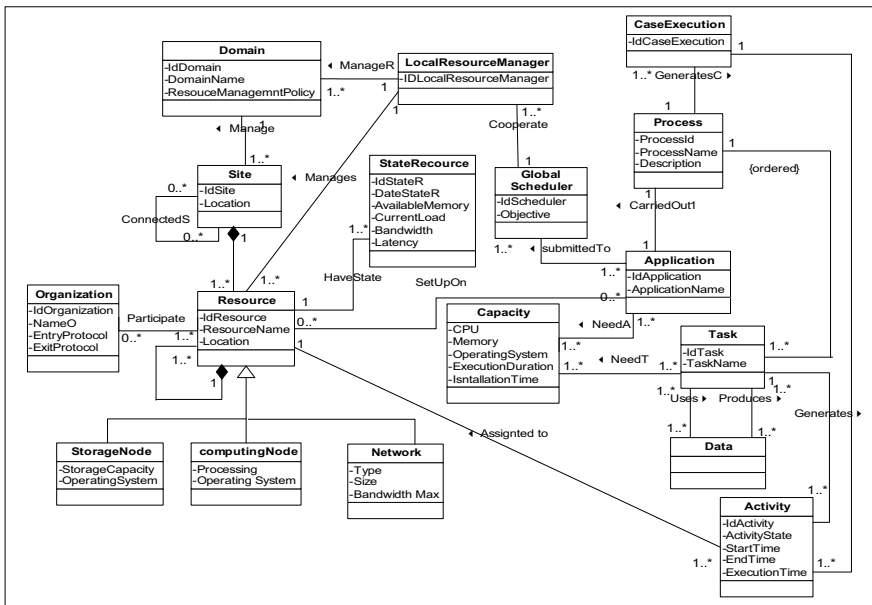 CaseExecution
-IdCaseExecution
1
Domain
-IdDomain
-DomainName
-ResouceManagemntPolicy
ManageR
1..*
1
LocalResourceManager
-IDLocalResourceManager
1
1..*
1..*
GeneratesC
1
Process
-ProcessId
-ProcessName
-Description
1
{ordered}
1
Manage
1..*
Cooperate
1
Site
-IdSite
-Location
0..*
ConnectedS
0..*
1
Manages
StateRecource
-IdStateR
-DateStateR
-AvailableMemory
-CurrentLoad
-Bandwidth
-Latency
1..*
Global
Scheduler
-IdScheduler
-Objective
1..*
submittedTo
1
CarriedOut1
1
1..*
Application
-IdApplication
-ApplicationName
0..*
1..*
1..*
1..*
HaveState
SetUpOn
Organization
-IdOrganization
-NameO
-EntryProtocol
-ExitProtocol
Participate
0..*
1..*
Resource
-IdResource
-ResourceName
-Location
1
0..*
1
1..*
1
Capacity
-CPU
-Memory
-OperatingSystem
-ExecutionDuration
-IsntallationTime
NeedA
1..*
NeedT
1..*
1..*
Task
-IdTask
-TaskName
1..*
1
1..*
1..*
Uses
Produces
Generates
1..*
1..*
Data
StorageNode
-StorageCapacity
-OperatingSystem
computingNode
-Processing
-Operating System
Network
-Type
-Size
-Bandwidth Max
Assignted to
1..*
Activity
-IdActivity
-ActivityState
-StartTime
-EndTime
-ExecutionTime
1..*
1..*